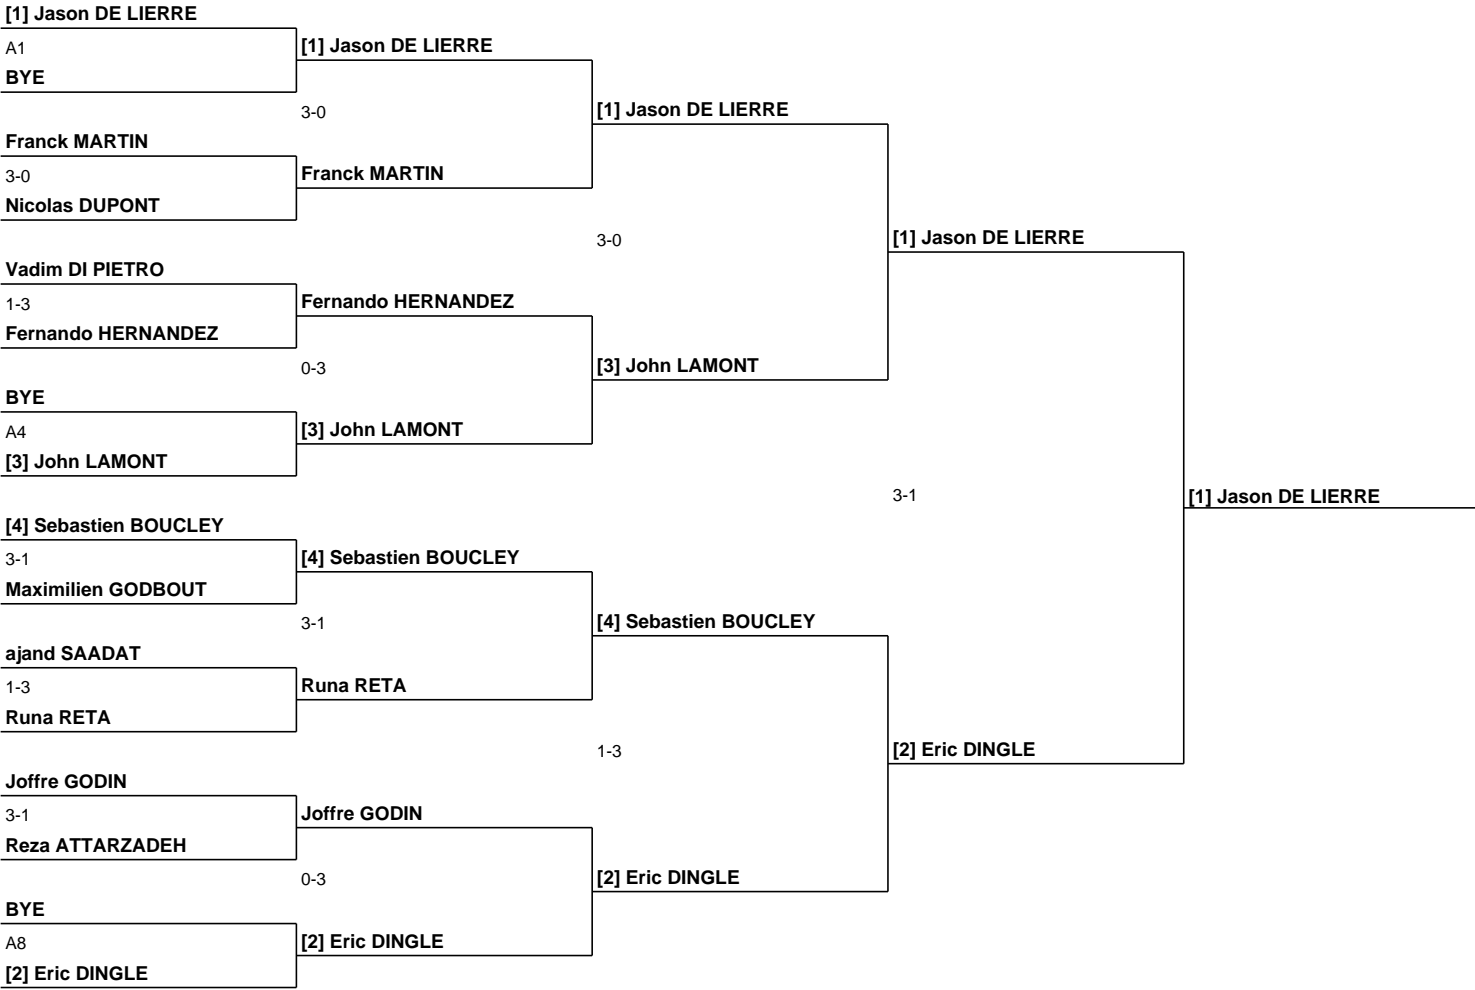 [1] Jason DE LIERRE
A1
BYE
Franck MARTIN
3-0
Nicolas DUPONT
Vadim DI PIETRO
1-3
Fernando HERNANDEZ
BYE
A4
[3] John LAMONT
[4] Sebastien BOUCLEY
3-1
Maximilien GODBOUT
ajand SAADAT
1-3
Runa RETA
Joffre GODIN
3-1
Reza ATTARZADEH
BYE
A8
[2] Eric DINGLE
[1] Jason DE LIERRE
3-0
Franck MARTIN
Fernando HERNANDEZ
0-3
[3] John LAMONT
[4] Sebastien BOUCLEY
3-1
Runa RETA
Joffre GODIN
0-3
[2] Eric DINGLE
[1] Jason DE LIERRE
3-0
[3] John LAMONT
[4] Sebastien BOUCLEY
1-3
[2] Eric DINGLE
[1] Jason DE LIERRE
3-1
[2] Eric DINGLE
[1] Jason DE LIERRE